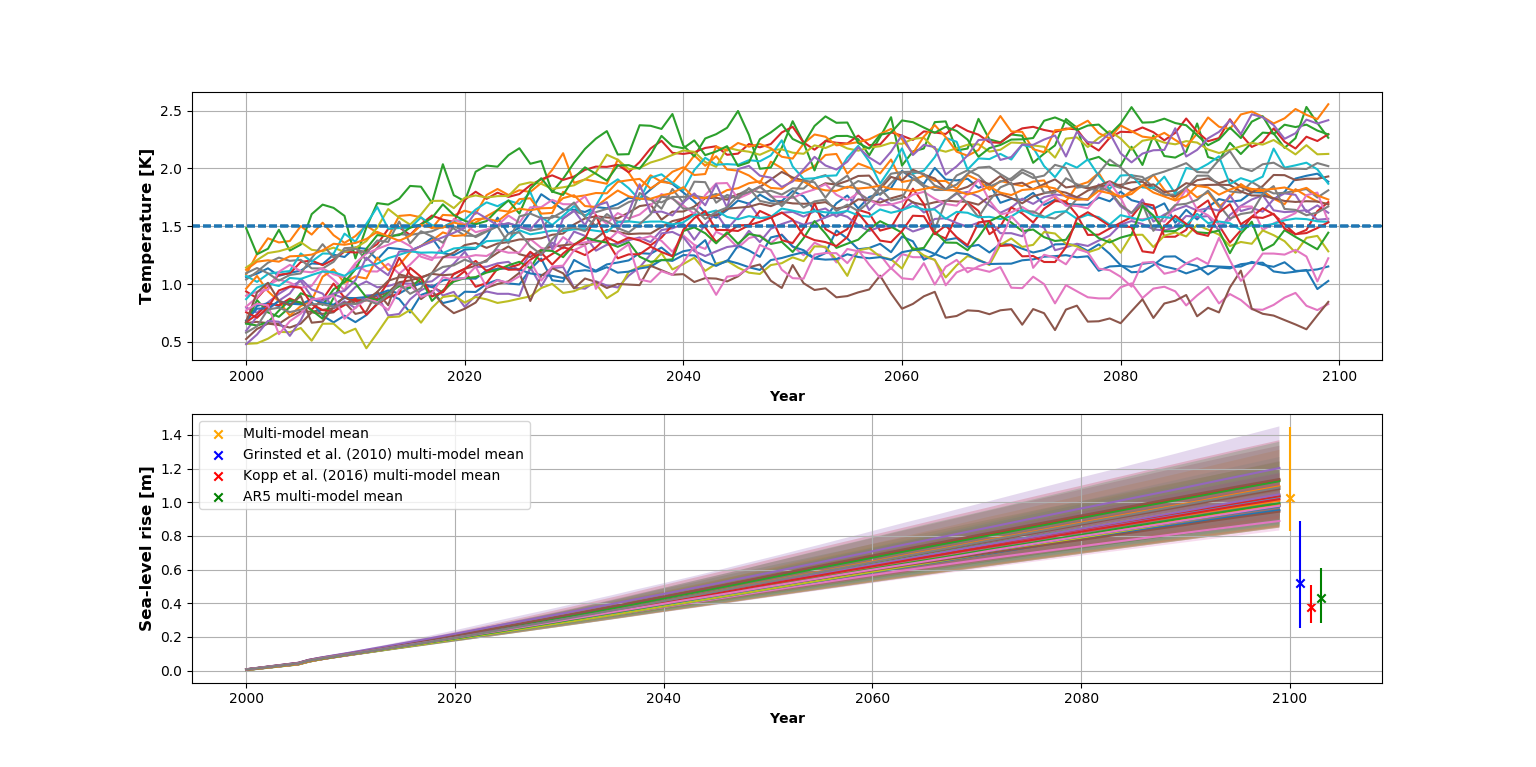 2.5
2.0
1.5
1.0
0.5
Temperature [K]
2000 2020 2040 2060 2080 2100
Year
1.4
1.2
1.0
0.8
0.6
0.4
0.2
0.0
Sea-level rise [m]
Multi-model mean
Grinsted et al. (2010) multi-model mean
Kopp et al. (2016) multi-model mean
AR5 multi-model mean
2000 2020 2040 2060 2080 2100
Year